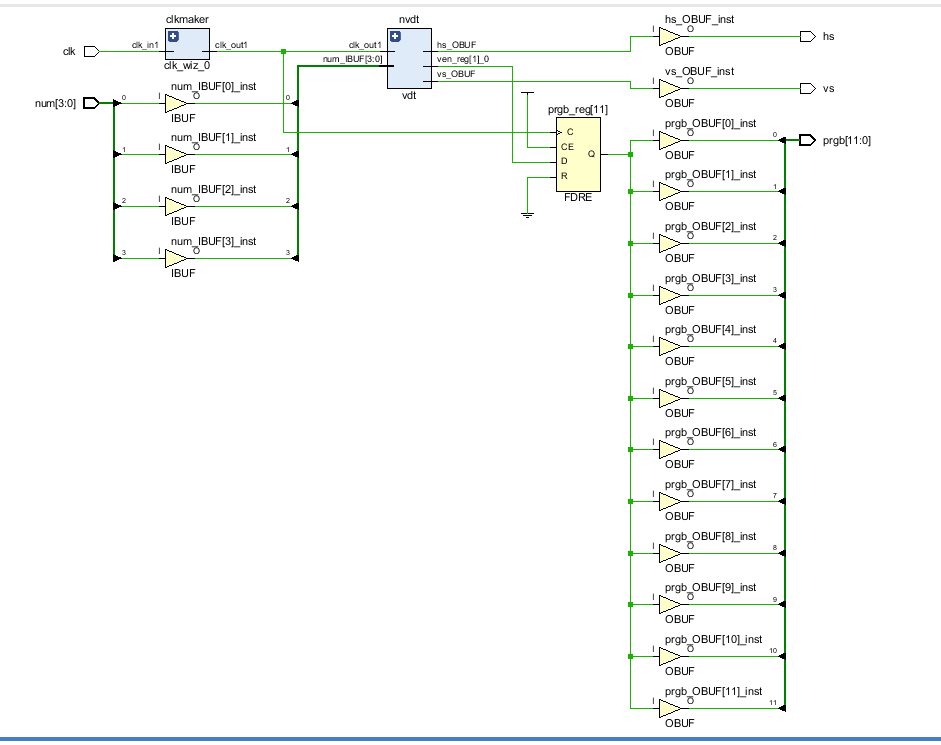 clkmaker
clk
clk_in1
clk_out1
clk_wiz_0
num[3:0]
num_IBUF[0]_inst
0
I
O
0
IBUF
num_IBUF[1]_inst
1
I
O
1
IBUF
num_IBUF[2]_inst
2
I
O
2
IBUF
num_IBUF[3]_inst
3
I
O
3
IBUF
nvdt
clk_out1
num_IBUF[3:0]
hs_OBUF
ven_reg[1]_0
vs_OBUF
vdt
prgb_reg[11]
C
CE
D
R
Q
FDRE
hs_OBUF_inst
I
O
OBUF
hs
vs_OBUF_inst
I
O
OBUF
vs
prgb_OBUF[0]_inst
I
O
0
OBUF
prgb[11:0]
prgb_OBUF[1]_inst
I
O
1
OBUF
prgb_OBUF[2]_inst
I
O
2
OBUF
prgb_OBUF[3]_inst
I
O
3
OBUF
prgb_OBUF[4]_inst
I
O
4
OBUF
prgb_OBUF[5]_inst
I
O
5
OBUF
prgb_OBUF[6]_inst
I
O
6
OBUF
prgb_OBUF[7]_inst
I
O
7
OBUF
prgb_OBUF[8]_inst
I
O
8
OBUF
prgb_OBUF[9]_inst
I
O
9
OBUF
prgb_OBUF[10]_inst
I
O
10
OBUF
prgb_OBUF[11]_inst
I
O
11
OBUF